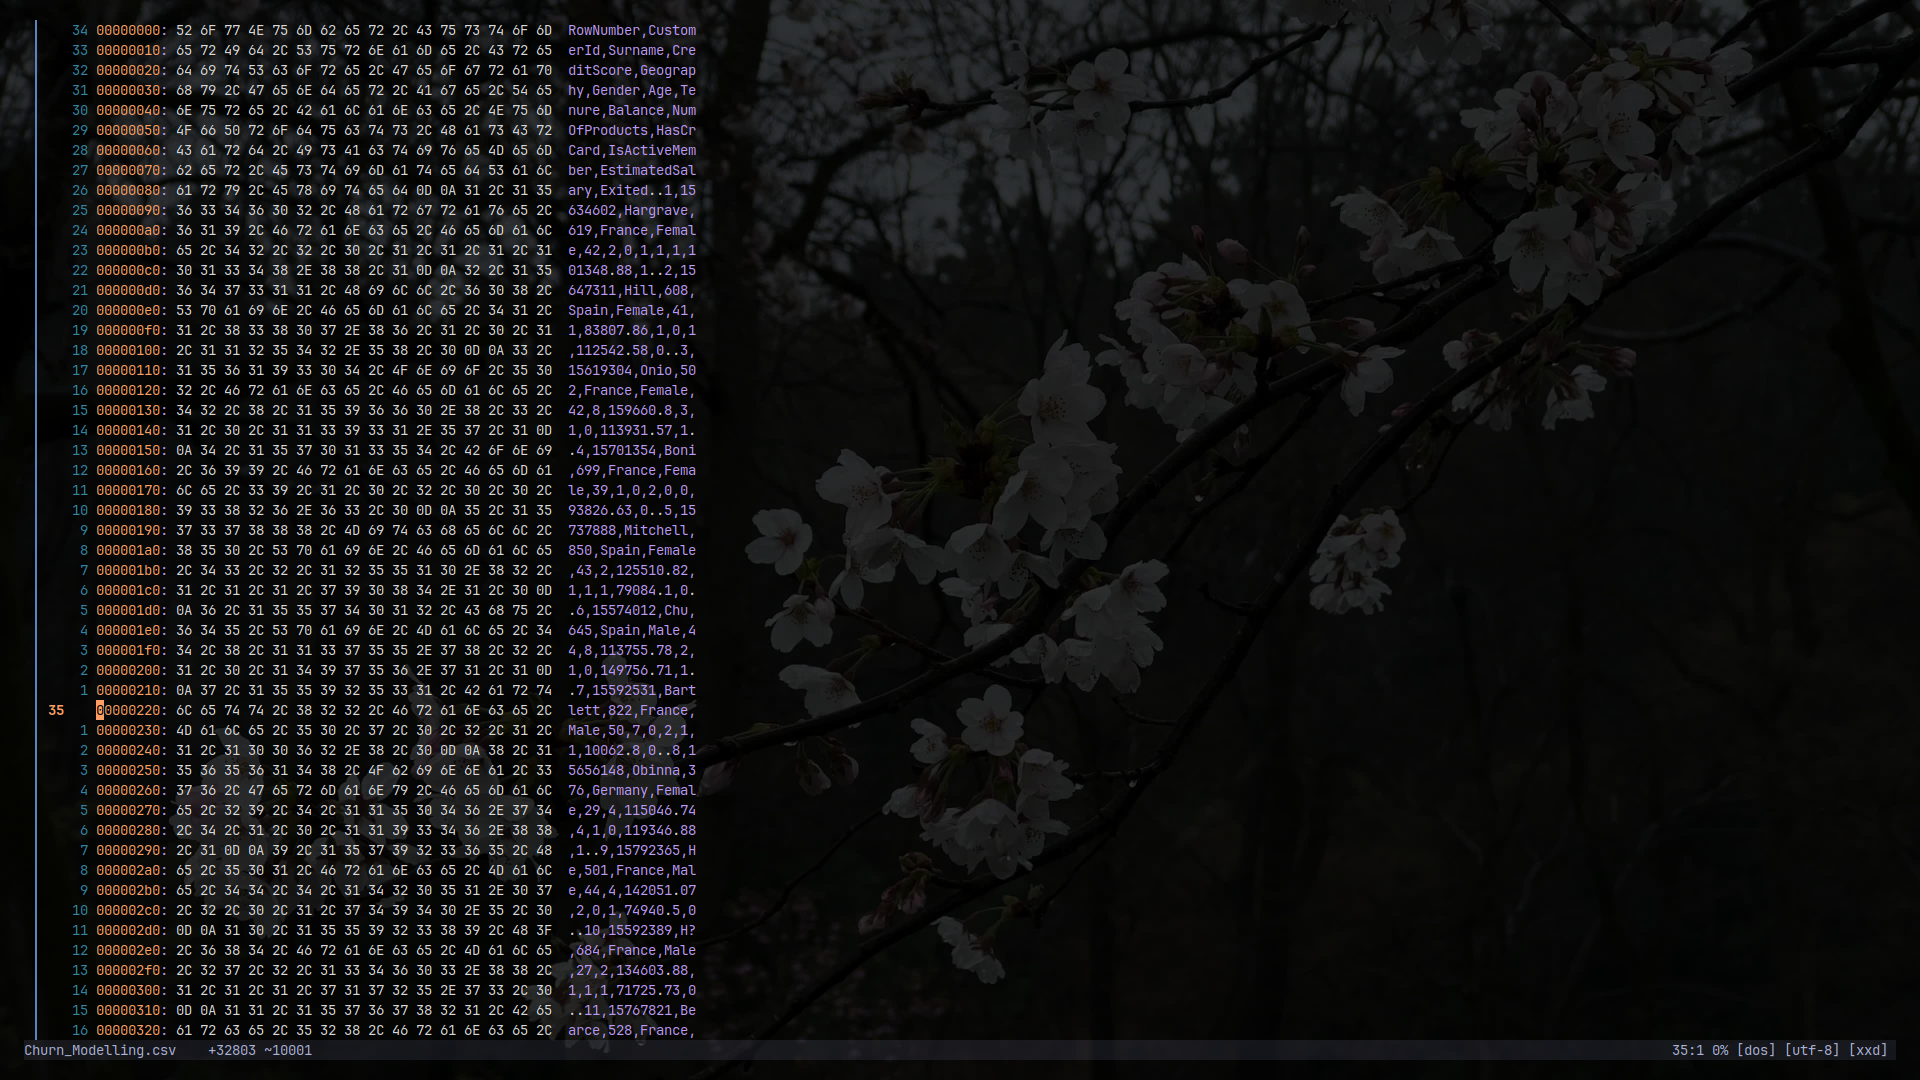 34 00000000: 52 6F 77 4E 75 6D 62 65 72 2C 43 75 73 74 6F 6D  RowNumber,Custom
33 00000010: 65 72 49 64 2C 53 75 72 6E 61 6D 65 2C 43 72 65  erId,Surname,Cre
32 00000020: 64 69 74 53 63 6F 72 65 2C 47 65 6F 67 72 61 70  ditScore,Geograp
31 00000030: 68 79 2C 47 65 6E 64 65 72 2C 41 67 65 2C 54 65  hy,Gender,Age,Te
30 00000040: 6E 75 72 65 2C 42 61 6C 61 6E 63 65 2C 4E 75 6D  nure,Balance,Num
29 00000050: 4F 66 50 72 6F 64 75 63 74 73 2C 48 61 73 43 72  OfProducts,HasCr
28 00000060: 43 61 72 64 2C 49 73 41 63 74 69 76 65 4D 65 6D  Card,IsActiveMem
27 00000070: 62 65 72 2C 45 73 74 69 6D 61 74 65 64 53 61 6C  ber,EstimatedSal
26 00000080: 61 72 79 2C 45 78 69 74 65 64 0D 0A 31 2C 31 35  ary,Exited..1,15
25 00000090: 36 33 34 36 30 32 2C 48 61 72 67 72 61 76 65 2C  634602,Hargrave,
24 000000a0: 36 31 39 2C 46 72 61 6E 63 65 2C 46 65 6D 61 6C  619,France,Femal
23 000000b0: 65 2C 34 32 2C 32 2C 30 2C 31 2C 31 2C 31 2C 31  e,42,2,0,1,1,1,1
22 000000c0: 30 31 33 34 38 2E 38 38 2C 31 0D 0A 32 2C 31 35  01348.88,1..2,15
21 000000d0: 36 34 37 33 31 31 2C 48 69 6C 6C 2C 36 30 38 2C  647311,Hill,608,
20 000000e0: 53 70 61 69 6E 2C 46 65 6D 61 6C 65 2C 34 31 2C  Spain,Female,41,
19 000000f0: 31 2C 38 33 38 30 37 2E 38 36 2C 31 2C 30 2C 31  1,83807.86,1,0,1
18 00000100: 2C 31 31 32 35 34 32 2E 35 38 2C 30 0D 0A 33 2C  ,112542.58,0..3,
17 00000110: 31 35 36 31 39 33 30 34 2C 4F 6E 69 6F 2C 35 30  15619304,Onio,50
16 00000120: 32 2C 46 72 61 6E 63 65 2C 46 65 6D 61 6C 65 2C  2,France,Female,
15 00000130: 34 32 2C 38 2C 31 35 39 36 36 30 2E 38 2C 33 2C  42,8,159660.8,3,
14 00000140: 31 2C 30 2C 31 31 33 39 33 31 2E 35 37 2C 31 0D  1,0,113931.57,1.
13 00000150: 0A 34 2C 31 35 37 30 31 33 35 34 2C 42 6F 6E 69  .4,15701354,Boni
12 00000160: 2C 36 39 39 2C 46 72 61 6E 63 65 2C 46 65 6D 61  ,699,France,Fema
11 00000170: 6C 65 2C 33 39 2C 31 2C 30 2C 32 2C 30 2C 30 2C  le,39,1,0,2,0,0,
10 00000180: 39 33 38 32 36 2E 36 33 2C 30 0D 0A 35 2C 31 35  93826.63,0..5,15
9 00000190: 37 33 37 38 38 38 2C 4D 69 74 63 68 65 6C 6C 2C  737888,Mitchell,
8 000001a0: 38 35 30 2C 53 70 61 69 6E 2C 46 65 6D 61 6C 65  850,Spain,Female
7 000001b0: 2C 34 33 2C 32 2C 31 32 35 35 31 30 2E 38 32 2C  ,43,2,125510.82,
6 000001c0: 31 2C 31 2C 31 2C 37 39 30 38 34 2E 31 2C 30 0D  1,1,1,79084.1,0.
5 000001d0: 0A 36 2C 31 35 35 37 34 30 31 32 2C 43 68 75 2C  .6,15574012,Chu,
4 000001e0: 36 34 35 2C 53 70 61 69 6E 2C 4D 61 6C 65 2C 34  645,Spain,Male,4
3 000001f0: 34 2C 38 2C 31 31 33 37 35 35 2E 37 38 2C 32 2C  4,8,113755.78,2,
2 00000200: 31 2C 30 2C 31 34 39 37 35 36 2E 37 31 2C 31 0D  1,0,149756.71,1.
1 00000210: 0A 37 2C 31 35 35 39 32 35 33 31 2C 42 61 72 74  .7,15592531,Bart
35 00000220: 6C 65 74 74 2C 38 32 32 2C 46 72 61 6E 63 65 2C  lett,822,France,
1 00000230: 4D 61 6C 65 2C 35 30 2C 37 2C 30 2C 32 2C 31 2C  Male,50,7,0,2,1,
2 00000240: 31 2C 31 30 30 36 32 2E 38 2C 30 0D 0A 38 2C 31  1,10062.8,0..8,1
3 00000250: 35 36 35 36 31 34 38 2C 4F 62 69 6E 6E 61 2C 33  5656148,Obinna,3
4 00000260: 37 36 2C 47 65 72 6D 61 6E 79 2C 46 65 6D 61 6C  76,Germany,Femal
5 00000270: 65 2C 32 39 2C 34 2C 31 31 35 30 34 36 2E 37 34  e,29,4,115046.74
6 00000280: 2C 34 2C 31 2C 30 2C 31 31 39 33 34 36 2E 38 38  ,4,1,0,119346.88
7 00000290: 2C 31 0D 0A 39 2C 31 35 37 39 32 33 36 35 2C 48  ,1..9,15792365,H
8 000002a0: 65 2C 35 30 31 2C 46 72 61 6E 63 65 2C 4D 61 6C  e,501,France,Mal
9 000002b0: 65 2C 34 34 2C 34 2C 31 34 32 30 35 31 2E 30 37  e,44,4,142051.07
10 000002c0: 2C 32 2C 30 2C 31 2C 37 34 39 34 30 2E 35 2C 30  ,2,0,1,74940.5,0
11 000002d0: 0D 0A 31 30 2C 31 35 35 39 32 33 38 39 2C 48 3F  ..10,15592389,H?
12 000002e0: 2C 36 38 34 2C 46 72 61 6E 63 65 2C 4D 61 6C 65  ,684,France,Male
13 000002f0: 2C 32 37 2C 32 2C 31 33 34 36 30 33 2E 38 38 2C  ,27,2,134603.88,
14 00000300: 31 2C 31 2C 31 2C 37 31 37 32 35 2E 37 33 2C 30  1,1,1,71725.73,0
15 00000310: 0D 0A 31 31 2C 31 35 37 36 37 38 32 31 2C 42 65  ..11,15767821,Be
16 00000320: 61 72 63 65 2C 35 32 38 2C 46 72 61 6E 63 65 2C  arce,528,France,
Churn_Modelling.csv    +32803 ~10001    35:1 0% [dos] [utf-8] [xxd]